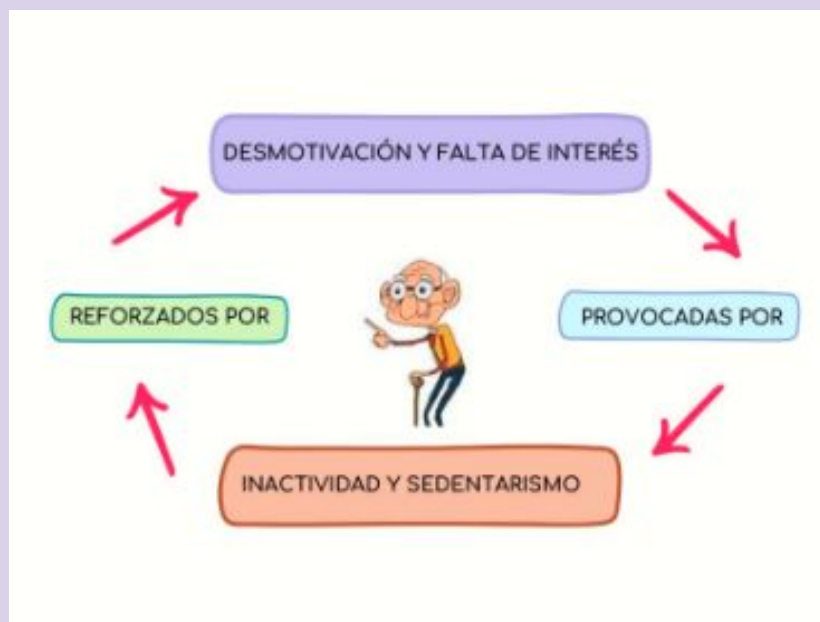 DESMOTIVACIÓN Y FALTA DE INTERÉS
REFORZADOS POR
PROVOCADAS POR
INACTIVIDAD Y SEDENTARISMO